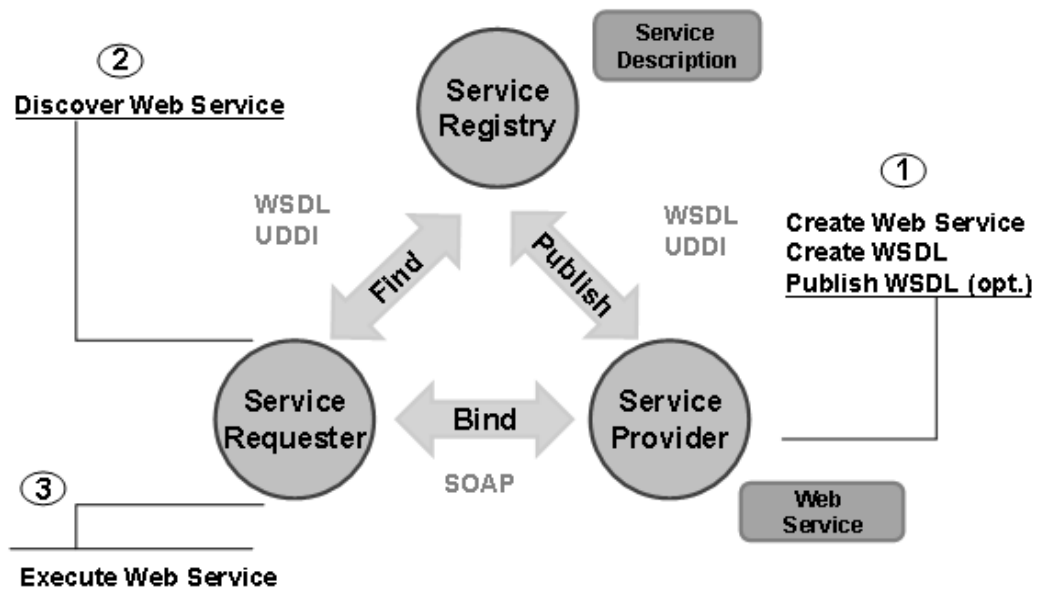 Service
Description
2
Discover Web Service
Service
Registry
1
WSDL
UDDI
WSDL
UDDI
Create Web Service
Create WSDL
Publish WSDL (opt.)
Find
Publish
Service
Requester
Bind
Service
Provider
SOAP
3
Web
Service
Execute Web Service